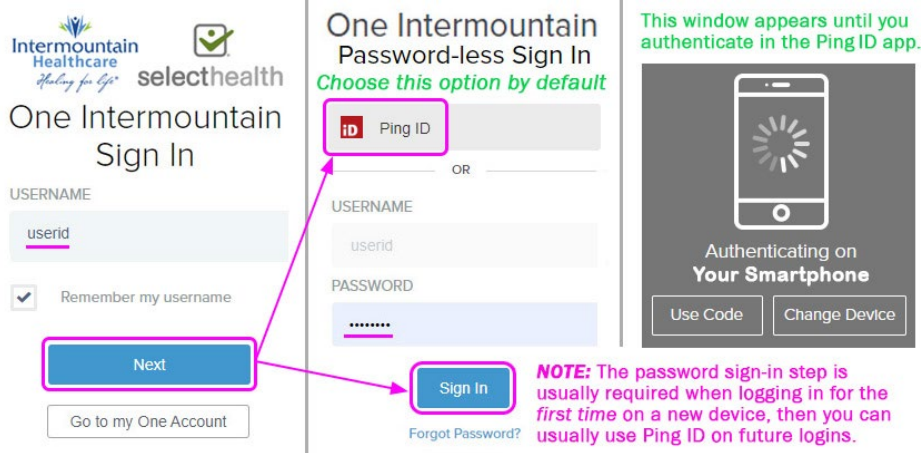 Intermountain
Healthcare
Healing for life®
selecthealth
One Intermountain
Sign In
USERNAME
userid
Remember my username
Next
Go to my One Account
One Intermountain
Password-less Sign In
Choose this option by default
iD Ping ID
OR
USERNAME
userid
PASSWORD
••••••••
Sign In
Forgot Password?
This window appears until you
authenticate in the Ping ID app.
Authenticating on
Your Smartphone
Use Code
Change Device
NOTE: The password sign-in step is
usually required when logging in for the
first time on a new device, then you can
usually use Ping ID on future logins.